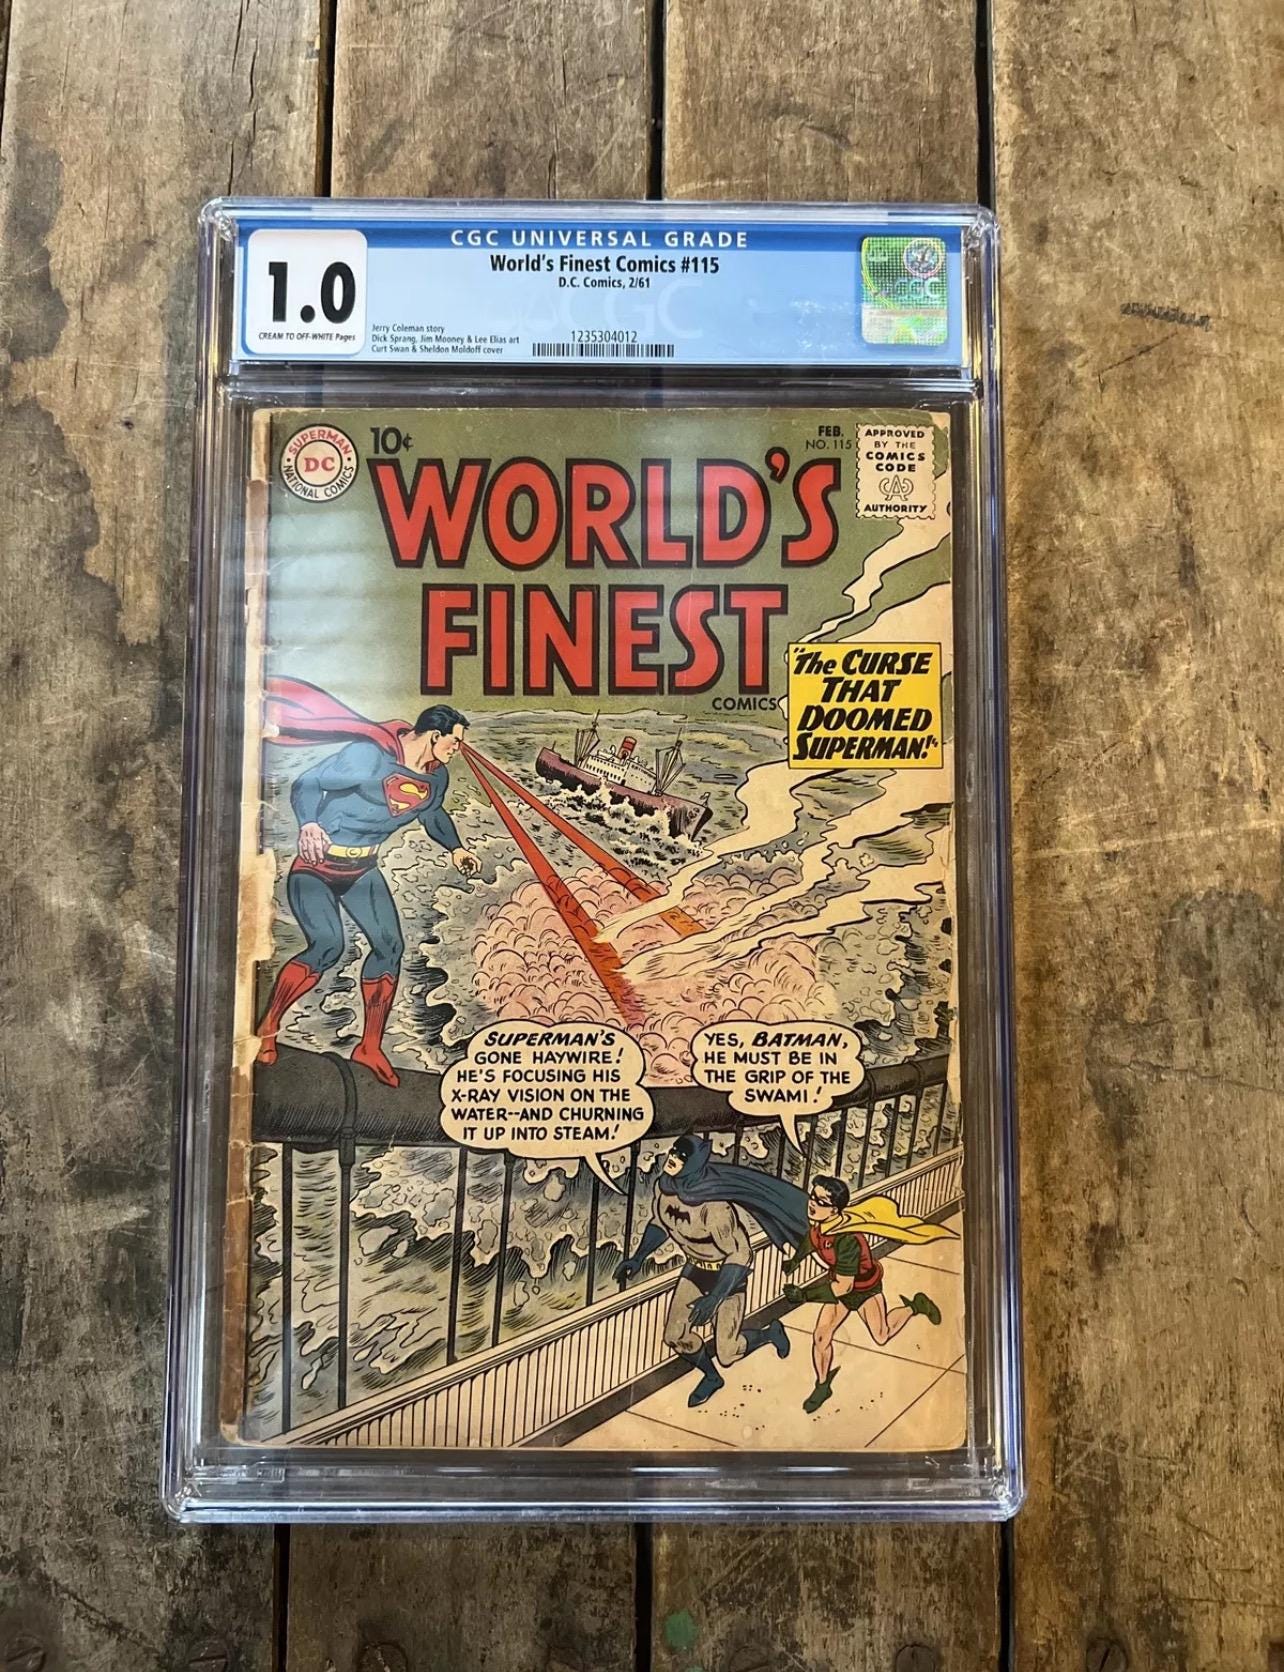 CGC UNIVERSAL GRADE
1.0
CREAM TO OFF-WHITE Pages
World's Finest Comics #115
D.C. Comics, 2/61
Jerry Coleman story
Dick Sprang, Jim Mooney & Lee Elias art
Curt Swan & Sheldon Moldoff cover
1235304012
CGC
CGC
SUPERMAN
DC
NATIONAL COMICS
10¢
FEB.
NO. 115
APPROVED
BY THE
COMICS
CODE
CA
AUTHORITY
WORLD'S
FINEST
COMICS
"The CURSE
THAT
DOOMED
SUPERMAN!"
S
SUPERMAN'S
GONE HAYWIRE!
HE'S FOCUSING HIS
X-RAY VISION ON THE
WATER--AND CHURNING
IT UP INTO STEAM!
YES, BATMAN,
HE MUST BE IN
THE GRIP OF THE
SWAMI!